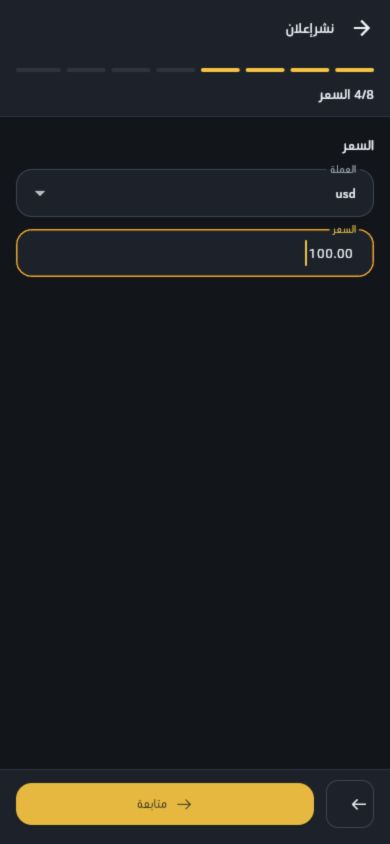 نشرإعلان
4/8 السعر
السعر
العملة
usd
السعر
100.00
متابعة